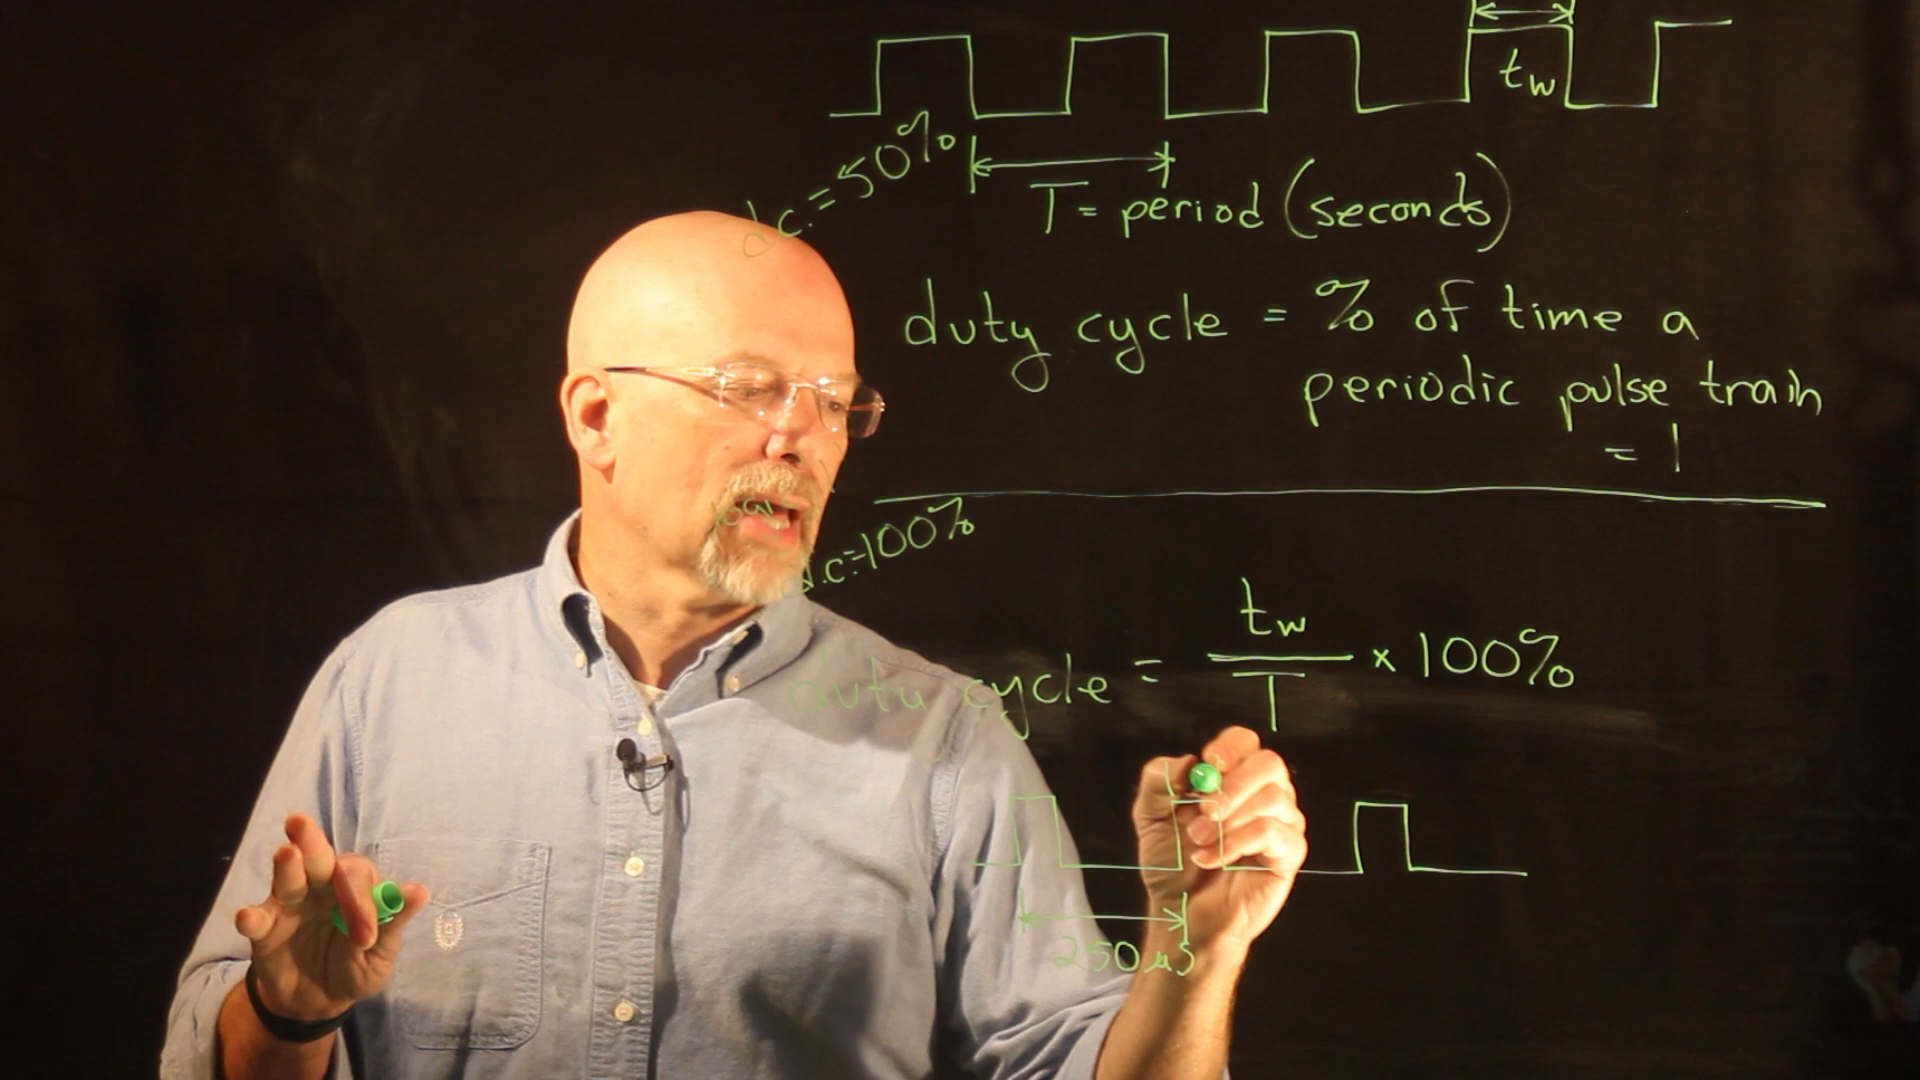 tw
d.c. = 50%
T = period (seconds)
duty cycle = % of time a
periodic pulse train
= 1
d.c. = 100%
tw
duty cycle = — × 100%
T
250 μs